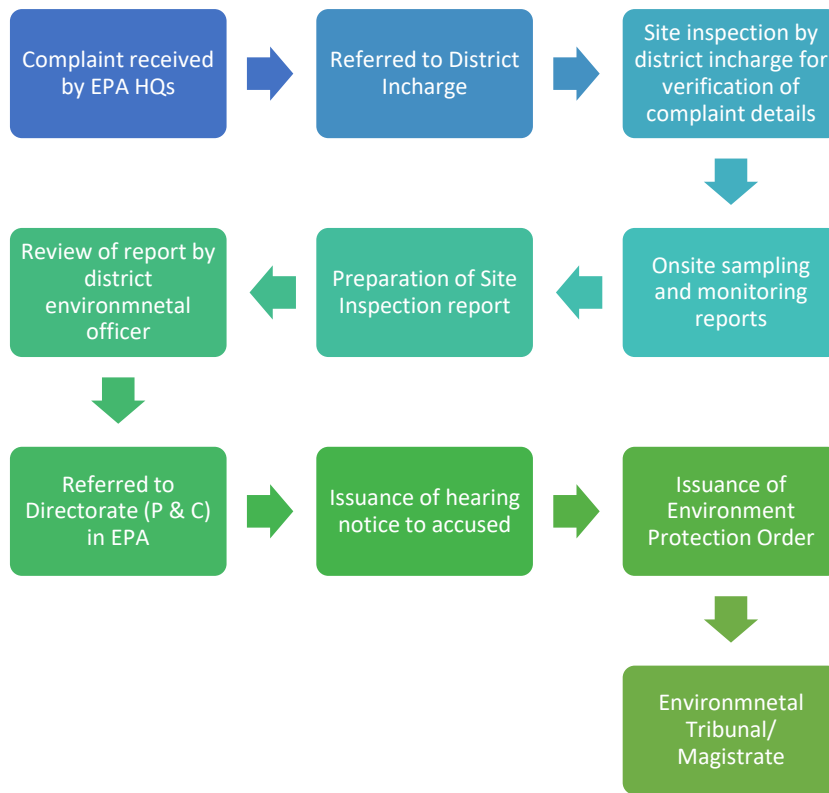 Complaint received
by EPA HQs
Referred to District
Incharge
Site inspection by
district incharge for
verification of
complaint details
Onsite sampling
and monitoring
reports
Preparation of Site
Inspection report
Review of report by
district
environmnetal
officer
Referred to
Directorate (P & C)
in EPA
Issuance of hearing
notice to accused
Issuance of
Environment
Protection Order
Environmnetal
Tribunal/
Magistrate